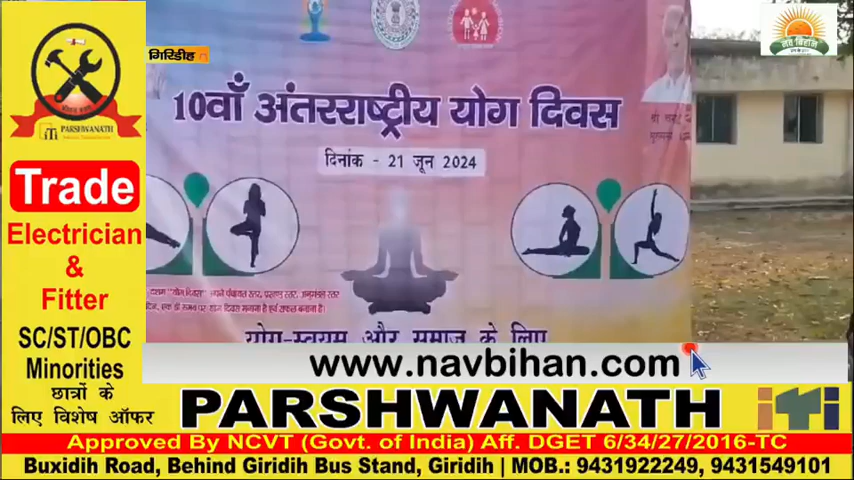 गिरिडीह
नव बिहान
10वाँ अंतरराष्ट्रीय योग दिवस
दिनांक - 21 जून 2024
योग-स्वयम और समाज के लिए
www.navbihan.com
PARSHWANATH
Trade
Electrician
&
Fitter
SC/ST/OBC
Minorities
छात्रों के
लिए विशेष ऑफर
PARSHWANATH
iTi
Approved By NCVT (Govt. of India) Aff. DGET 6/34/27/2016-TC
Buxidih Road, Behind Giridih Bus Stand, Giridih | MOB.: 9431922249, 9431549101